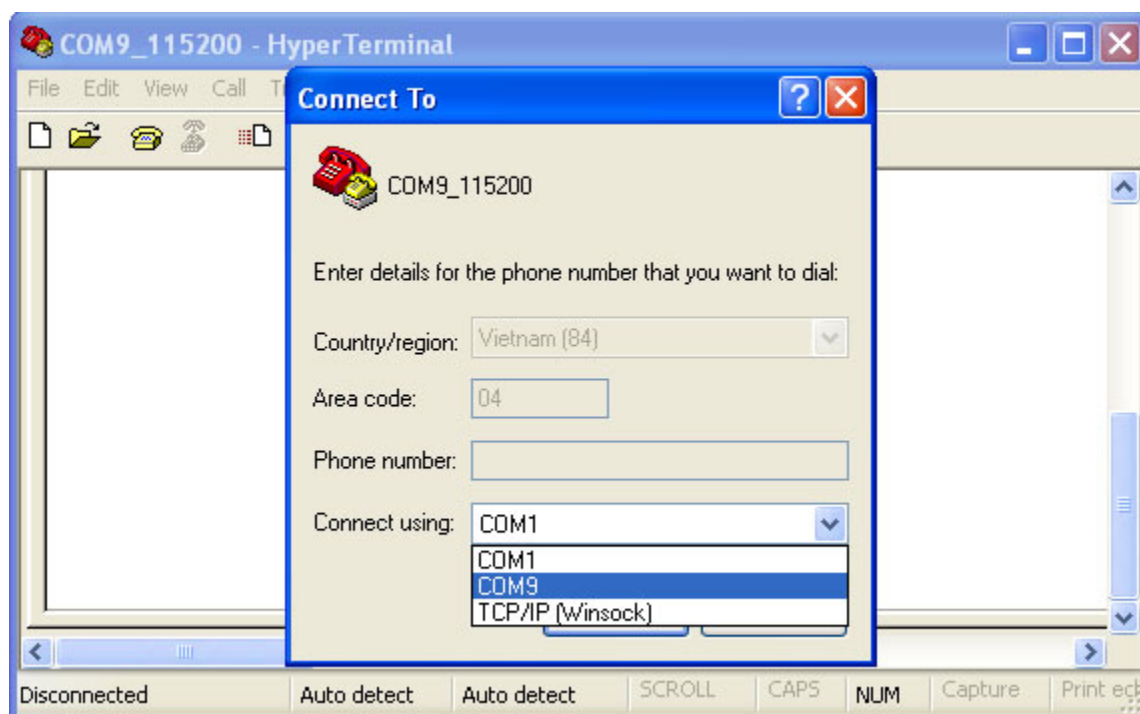 COM9_115200 - HyperTerminal
File Edit View Call
Connect To
?
COM9_115200
Enter details for the phone number that you want to dial:
Country/region: Vietnam (84)
Area code: 04
Phone number:
Connect using: COM1
COM1
COM9
TCP/IP (Winsock)
Disconnected Auto detect Auto detect SCROLL CAPS NUM Capture Print